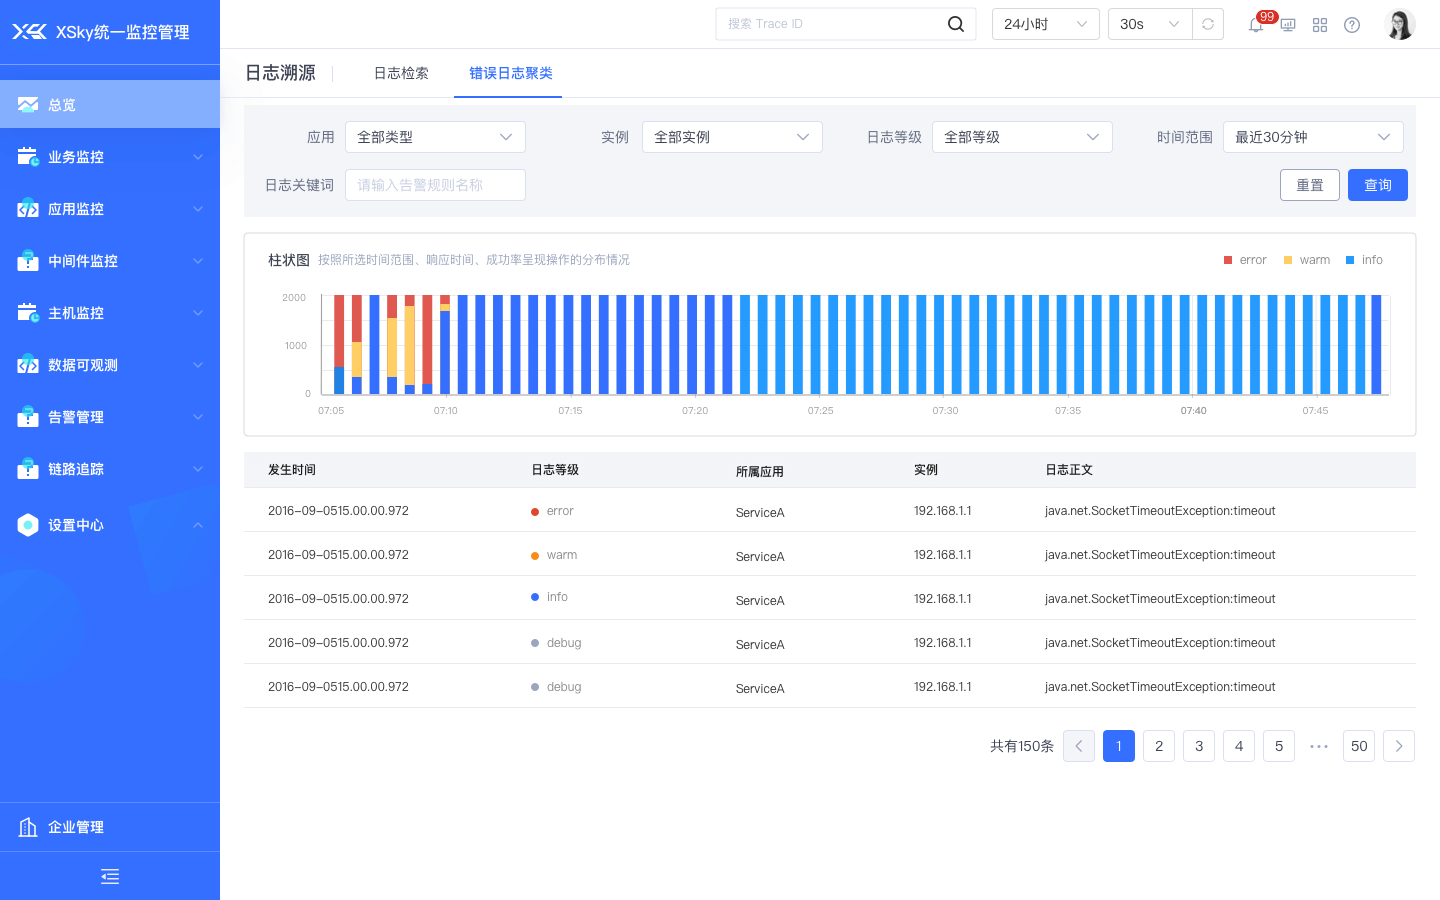 XSky统一监控管理
搜索 Trace ID
24小时
30s
99
总览
业务监控
应用监控
中间件监控
主机监控
数据可观测
告警管理
链路追踪
设置中心
企业管理
日志溯源
日志检索
错误日志聚类
应用 全部类型
实例 全部实例
日志等级 全部等级
时间范围 最近30分钟
日志关键词 请输入告警规则名称
重置
查询
柱状图 按照所选时间范围、响应时间、成功率呈现操作的分布情况
error warm info
2000
1000
0
07:05 07:10 07:15 07:20 07:25 07:30 07:35 07:40 07:45
发生时间 日志等级 所属应用 实例 日志正文
2016-09-0515.00.00.972 error ServiceA 192.168.1.1 java.net.SocketTimeoutException:timeout
2016-09-0515.00.00.972 warm ServiceA 192.168.1.1 java.net.SocketTimeoutException:timeout
2016-09-0515.00.00.972 info ServiceA 192.168.1.1 java.net.SocketTimeoutException:timeout
2016-09-0515.00.00.972 debug ServiceA 192.168.1.1 java.net.SocketTimeoutException:timeout
2016-09-0515.00.00.972 debug ServiceA 192.168.1.1 java.net.SocketTimeoutException:timeout
共有150条 1 2 3 4 5 ••• 50